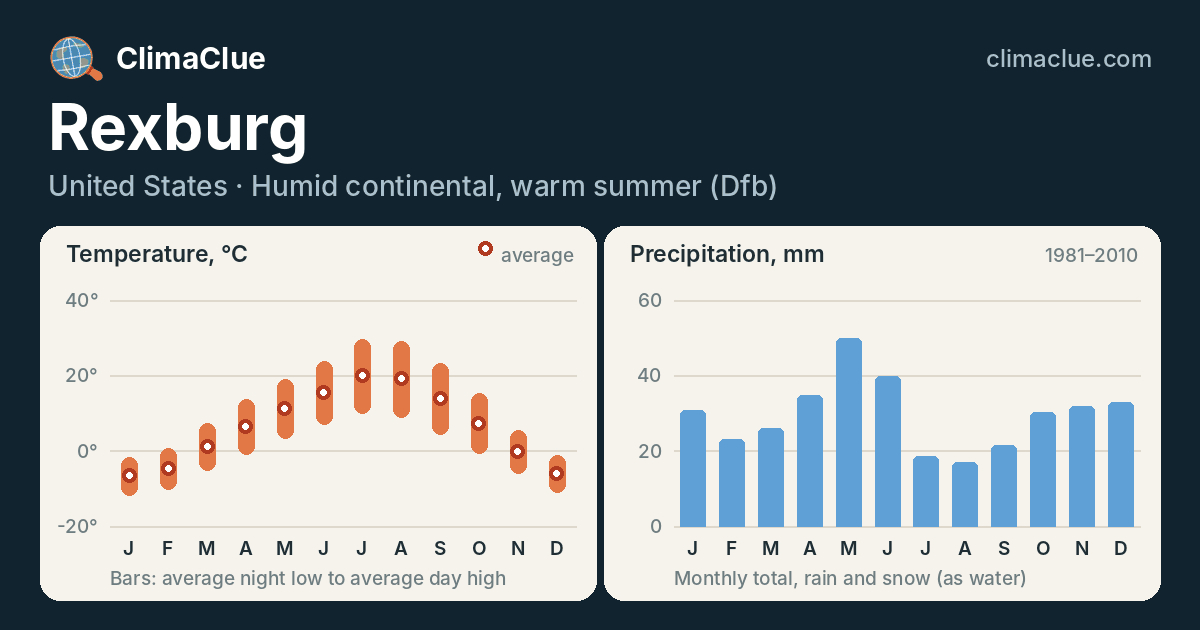 ClimaClue
climaclue.com
Rexburg
United States · Humid continental, warm summer (Dfb)
Temperature, °C
average
40°
20°
0°
-20°
J F M A M J J A S O N D
Bars: average night low to average day high
Precipitation, mm
1981–2010
60
40
20
0
J F M A M J J A S O N D
Monthly total, rain and snow (as water)